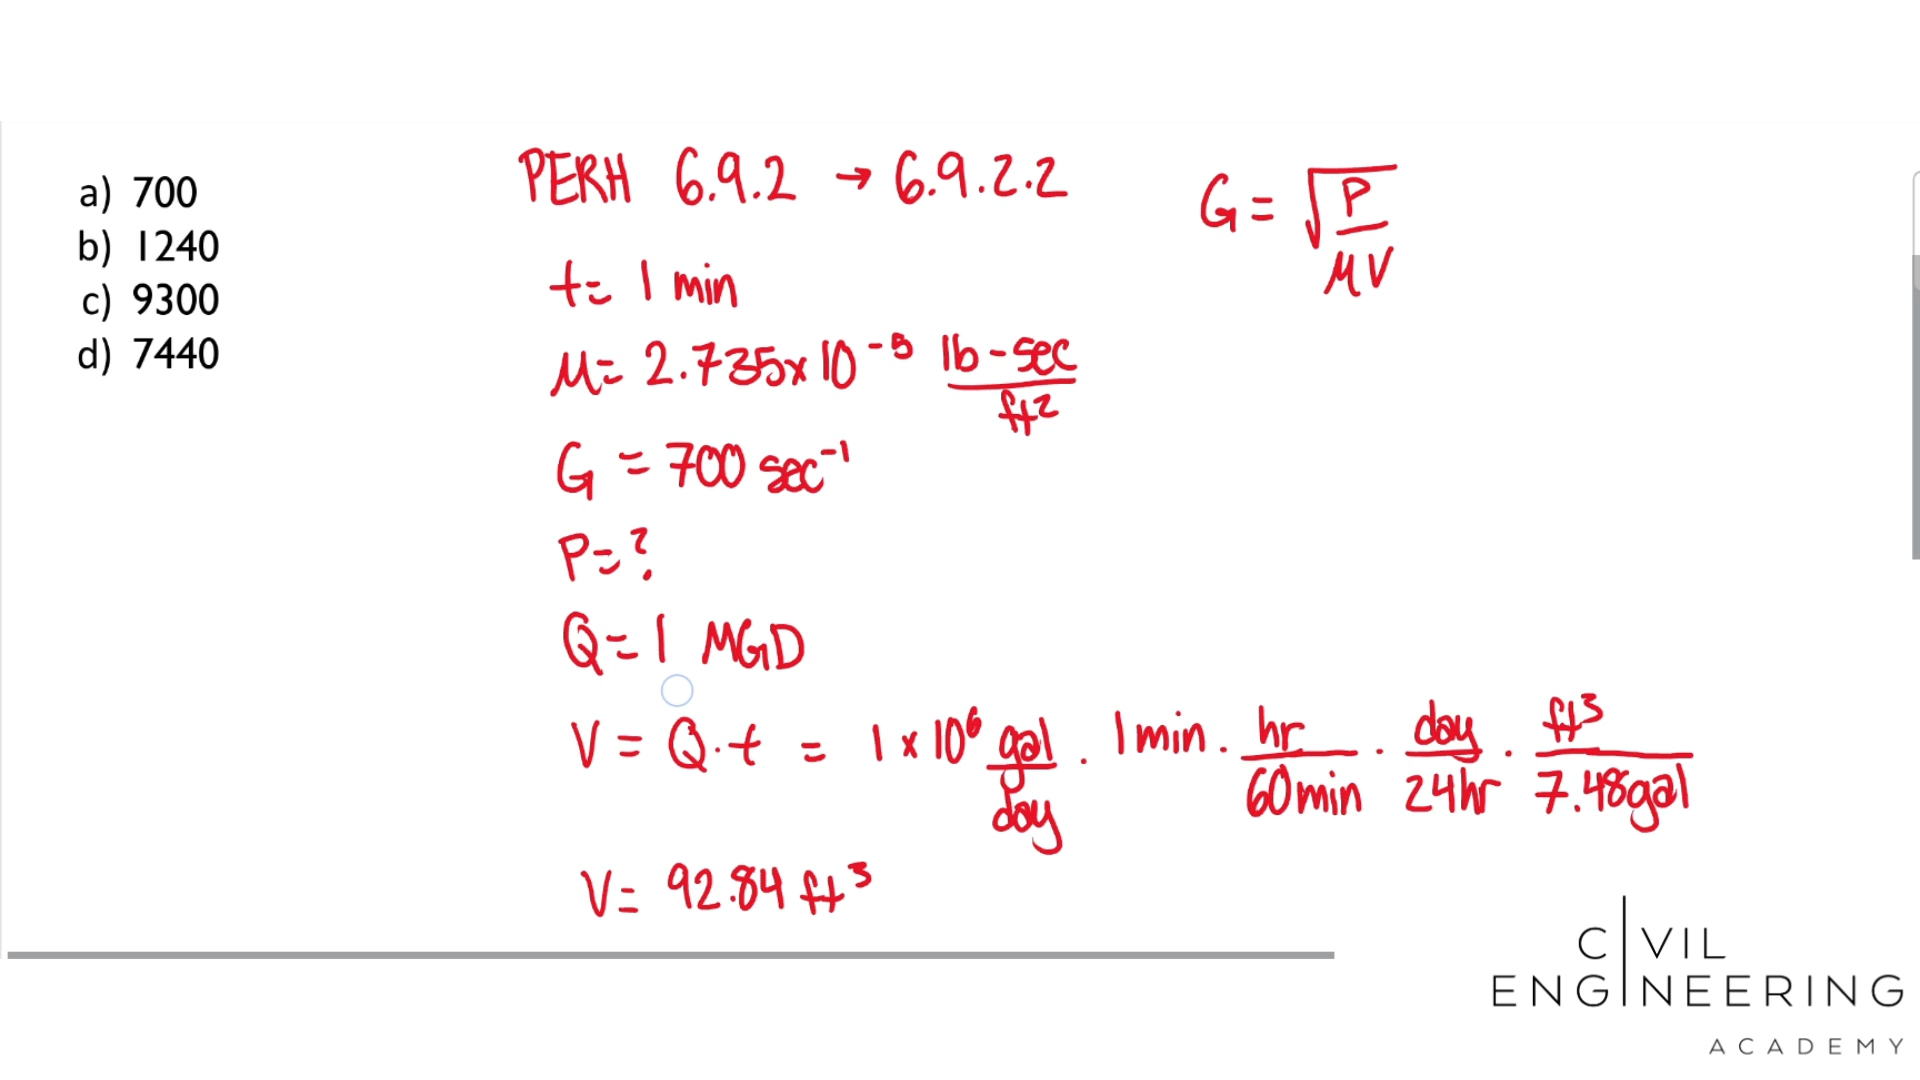 a) 700
b) 1240
c) 9300
d) 7440
PERH 6.9.2 → 6.9.2.2
G = √P/μV
t = 1 min
μ = 2.735x10⁻⁵ lb-sec/ft²
G = 700 sec⁻¹
P = ?
Q = 1 MGD
V = Q·t = 1x10⁶ gal/day · 1min · hr/60min · day/24hr · ft³/7.48gal
V = 92.84 ft³
CIVIL
ENGINEERING
ACADEMY